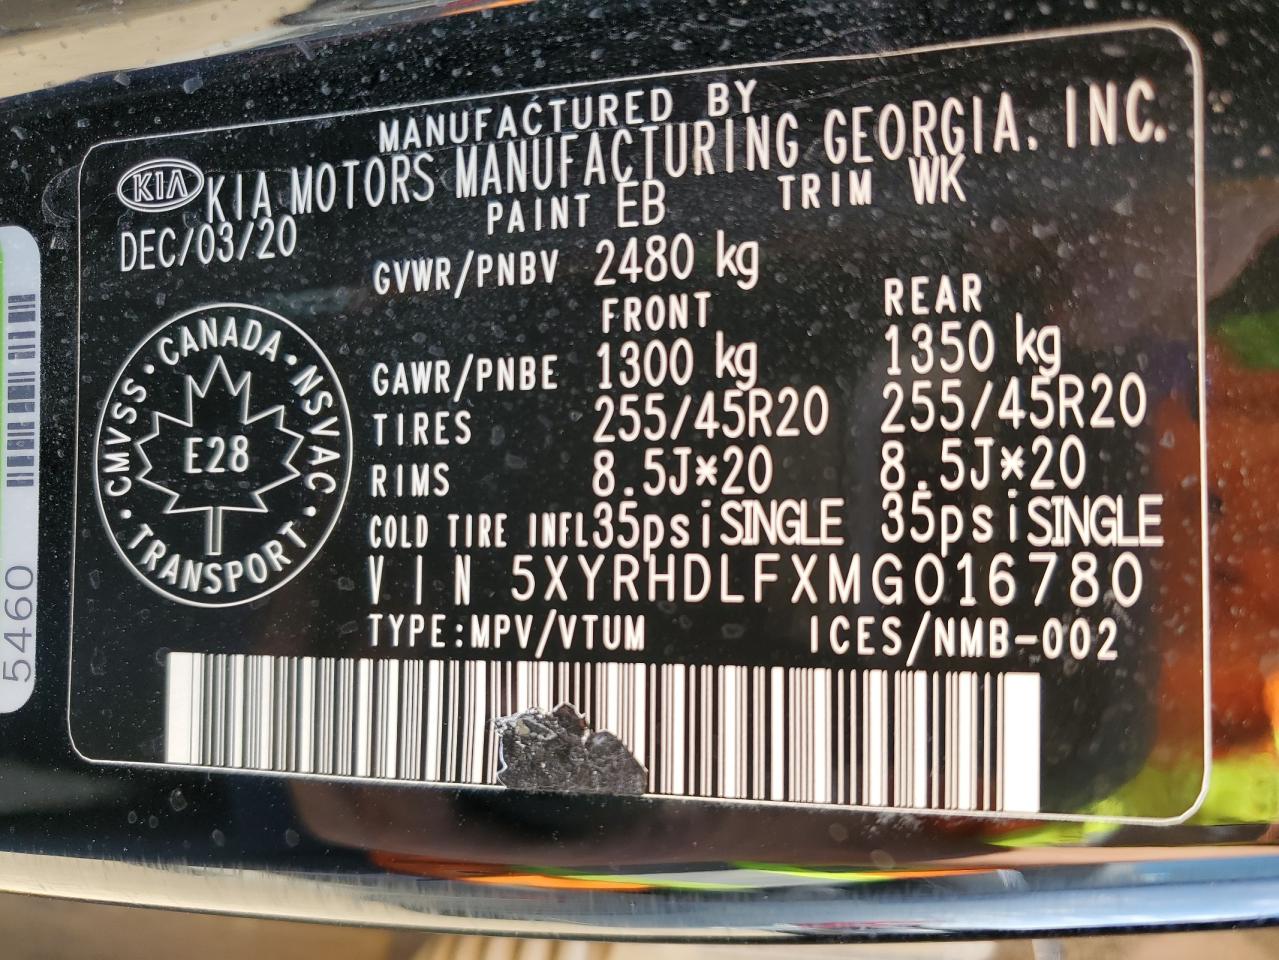 MANUFACTURED BY
KIA KIA MOTORS MANUFACTURING GEORGIA. INC.
DEC/03/20 PAINT EB TRIM WK
GVWR/PNBV 2480 kg
FRONT REAR
GAWR/PNBE 1300 kg 1350 kg
TIRES 255/45R20 255/45R20
RIMS 8.5J*20 8.5J*20
COLD TIRE INFL 35psi SINGLE 35psi SINGLE
VIN 5XYRHDLFXMG016780
TYPE:MPV/VTUM ICES/NMB-002
CANADA • NSVAC • TRANSPORT • CMVSS •
E28
5460